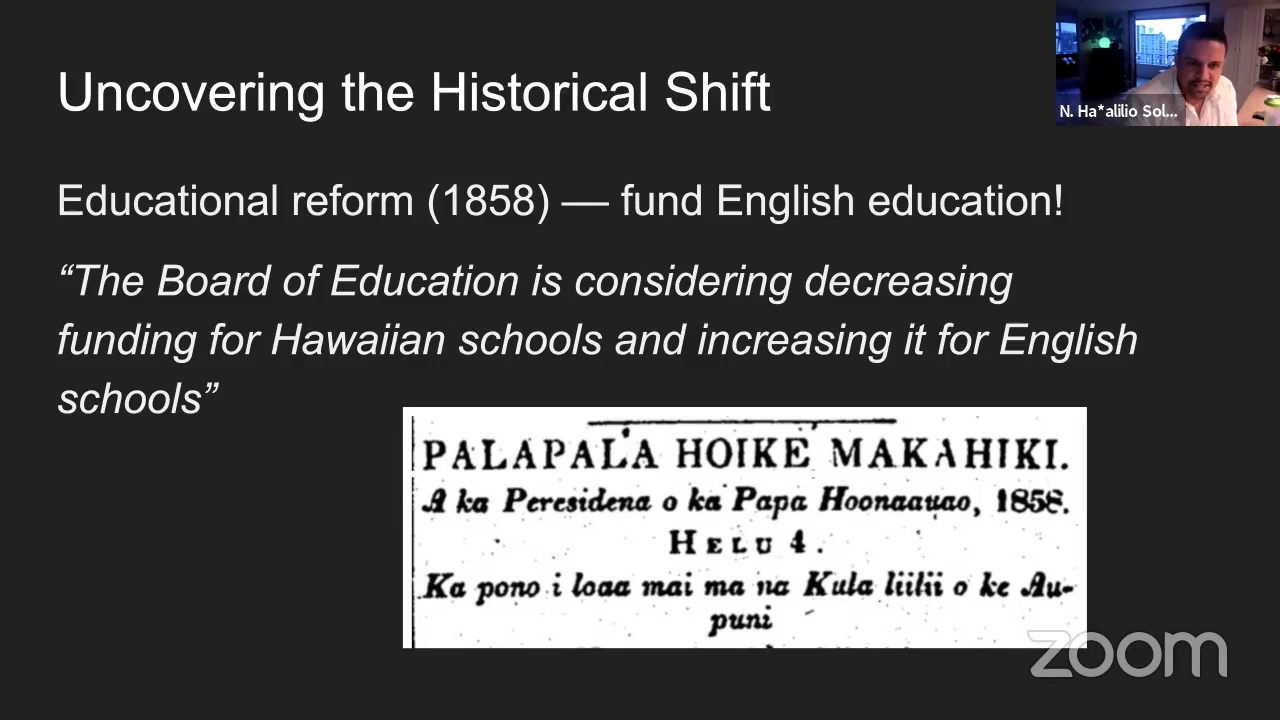 Uncovering the Historical Shift
N. Ha*alilio Sol...
Educational reform (1858) — fund English education!
“The Board of Education is considering decreasing
funding for Hawaiian schools and increasing it for English
schools”
PALAPALA HOIKE MAKAHIKI.
A ka Peresidena o ka Papa Hoonaauao, 1858.
HELU 4.
Ka pono i loaa mai ma na Kula liilii o ke Au-
puni
zoom